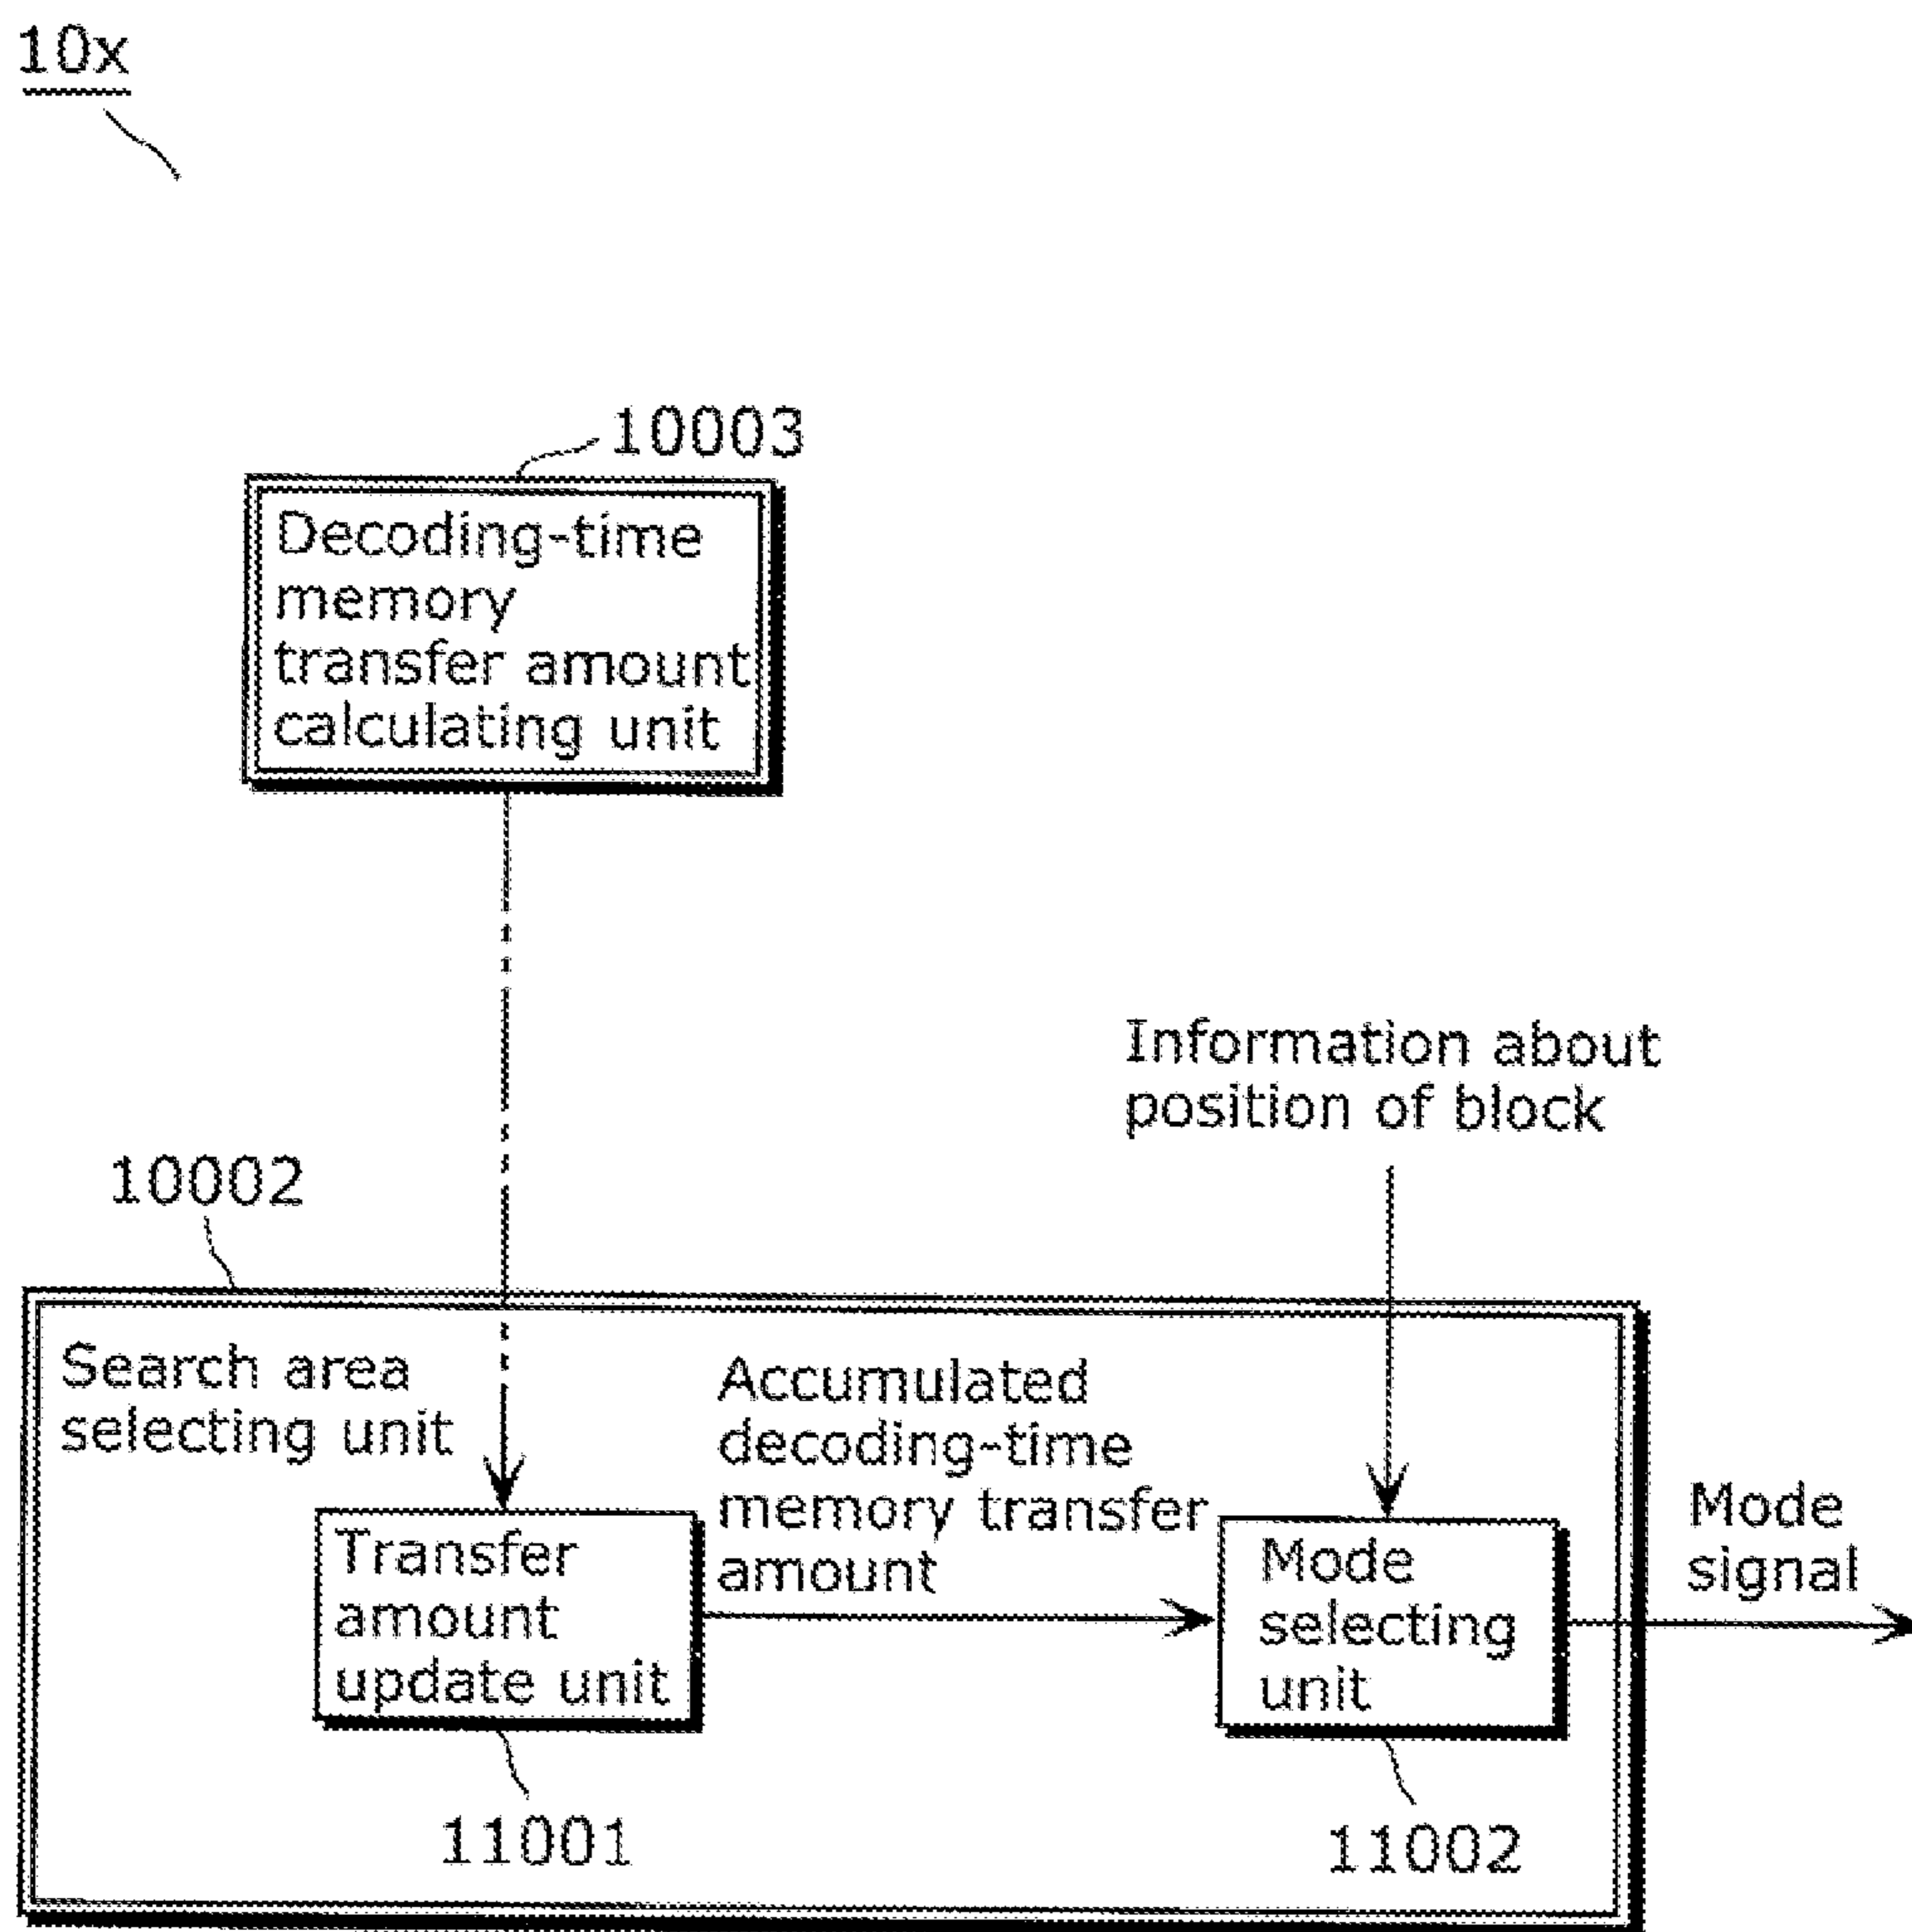 10x
10003
Decoding-time
memory
transfer amount
calculating unit
Information about
position of block
10002
Search area
selecting unit
Accumulated
decoding-time
memory transfer
amount
Transfer
amount
update unit
Mode
selecting
unit
Mode
signal
11001
11002